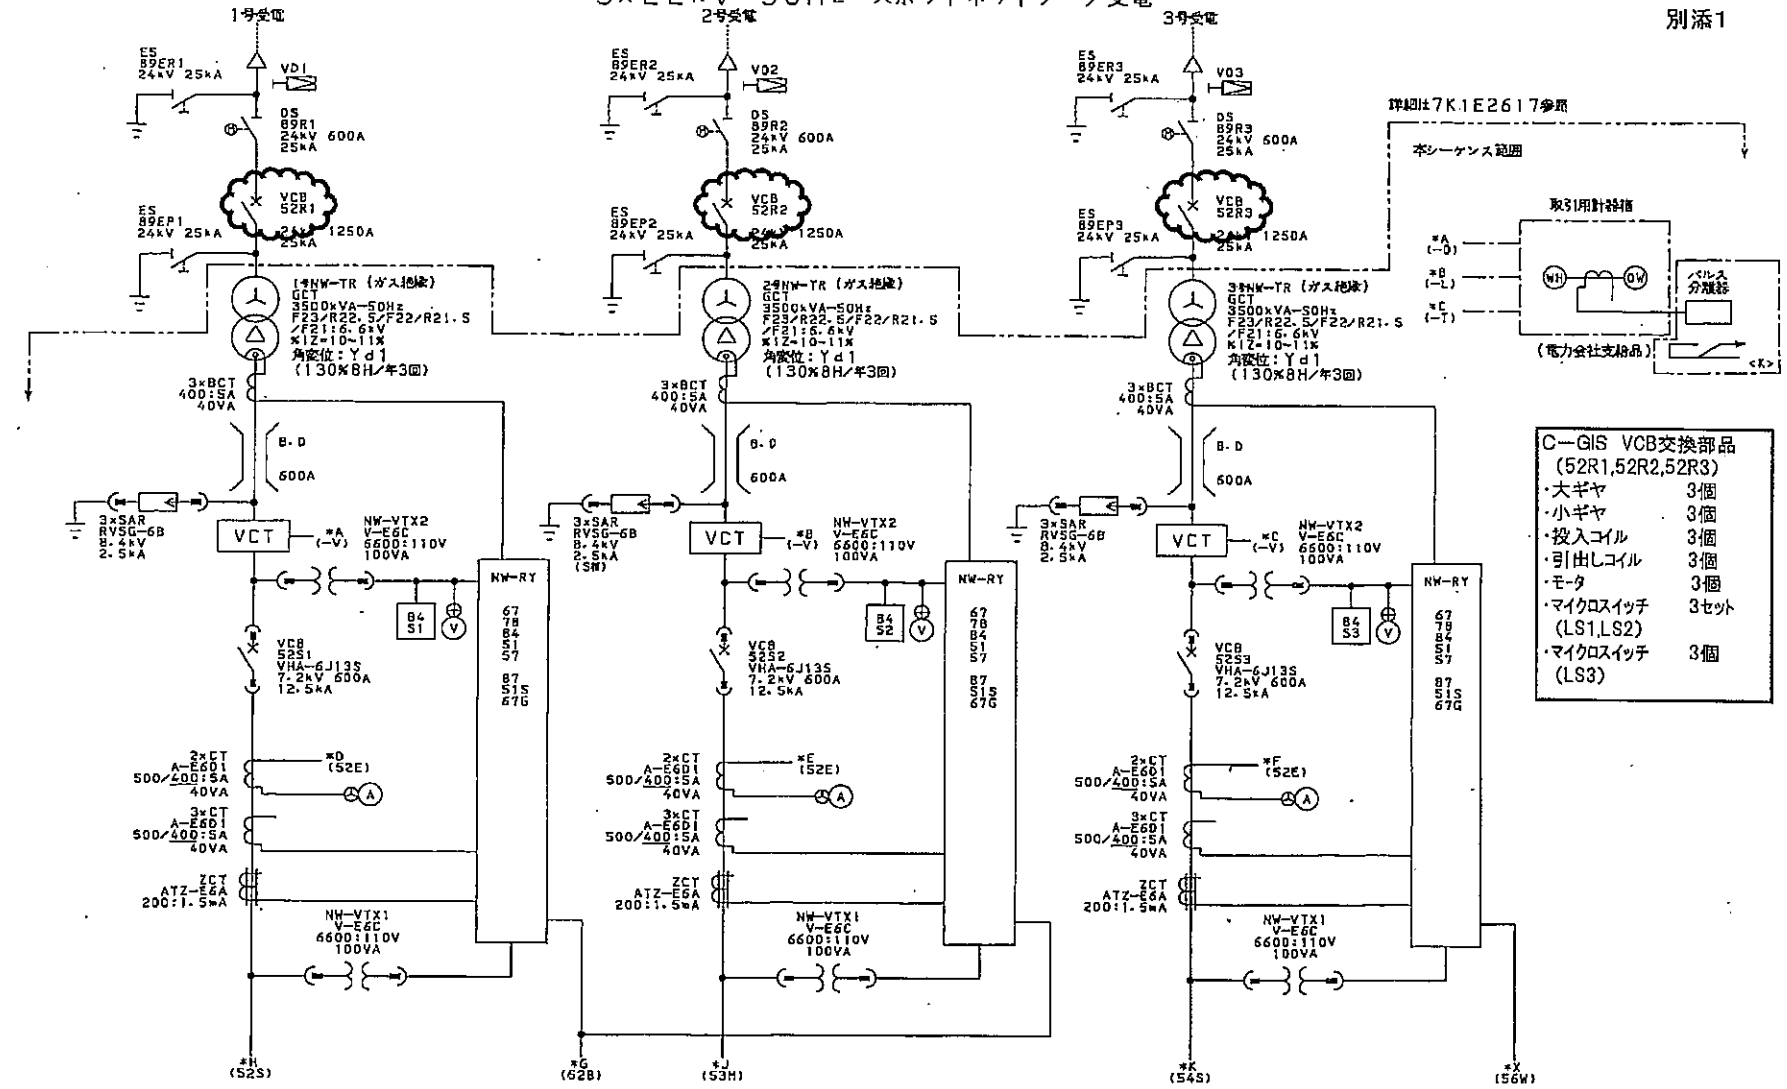 別添1
1号受電
ES
89ER1
24kV 25kA
VD1
DS
89R1
24kV 600A
25kA
VCB
52R1
24kV 1250A
25kA
ES
89EP1
24kV 25kA
1号NW-TR (ガス絶縁)
GCT
3500kVA-50Hz
F23/R22.5/F22/R21.5
/F21:6.6kV
%IZ=10~11%
角変位:Yd1
(130%8H/年3回)
3×BCT
400:5A
40VA
B.D
600A
3×SAR
RVSG-6B
8.4kV
2.5kA
VCT
*A
(-V)
NW-VTX2
V-E6C
6600:110V
100VA
84
S1
V
NW-RY
67
78
84
51
57
87
51S
67G
VCB
52S1
VHA-6J13S
7.2kV 600A
12.5kA
2×CT
A-E6D1
500/400:5A
40VA
*D
(52E)
A
3×CT
A-E6D1
500/400:5A
40VA
ZCT
ATZ-E6A
200:1.5mA
NW-VTX1
V-E6C
6600:110V
100VA
*H
(52S)
*G
(62B)
2号受電
ES
89ER2
24kV 25kA
VD2
DS
89R2
24kV 600A
25kA
VCB
52R2
24kV 1250A
25kA
ES
89EP2
24kV 25kA
2号NW-TR (ガス絶縁)
GCT
3500kVA-50Hz
F23/R22.5/F22/R21.5
/F21:6.6kV
%IZ=10~11%
角変位:Yd1
(130%8H/年3回)
3×BCT
400:5A
40VA
B.D
600A
3×SAR
RVSG-6B
8.4kV
2.5kA
VCT
*B
(-V)
NW-VTX2
V-E6C
6600:110V
100VA
84
S2
V
NW-RY
67
78
84
51
57
87
51S
67G
VCB
52S2
VHA-6J13S
7.2kV 600A
12.5kA
2×CT
A-E6D1
500/400:5A
40VA
*E
(52E)
A
3×CT
A-E6D1
500/400:5A
40VA
ZCT
ATZ-E6A
200:1.5mA
NW-VTX1
V-E6C
6600:110V
100VA
*J
(53H)
3号受電
ES
89ER3
24kV 25kA
VD3
DS
89R3
24kV 600A
25kA
VCB
52R3
24kV 1250A
25kA
ES
89EP3
24kV 25kA
3号NW-TR (ガス絶縁)
GCT
3500kVA-50Hz
F23/R22.5/F22/R21.5
/F21:6.6kV
%IZ=10~11%
角変位:Yd1
(130%8H/年3回)
3×BCT
400:5A
40VA
B.D
600A
3×SAR
RVSG-6B
8.4kV
2.5kA
VCT
*C
(-V)
NW-VTX2
V-E6C
6600:110V
100VA
84
S3
V
NW-RY
67
78
84
51
57
87
51S
67G
VCB
52S3
VHA-6J13S
7.2kV 600A
12.5kA
2×CT
A-E6D1
500/400:5A
40VA
*F
(52E)
A
3×CT
A-E6D1
500/400:5A
40VA
ZCT
ATZ-E6A
200:1.5mA
NW-VTX1
V-E6C
6600:110V
100VA
*K
(54S)
*X
(56W)
詳細は7K1E2617参照
本シーケンス範囲
取引用計器箱
*A
(-D)
*B
(-L)
*C
(-T)
WH
パルス
分離器
(電力会社支給品)
<K>
C-GIS VCB交換部品
(52R1,52R2,52R3)
・大ギヤ 3個
・小ギヤ 3個
・投入コイル 3個
・引出しコイル 3個
・モータ 3個
・マイクロスイッチ 3セット
(LS1,LS2)
・マイクロスイッチ 3個
(LS3)